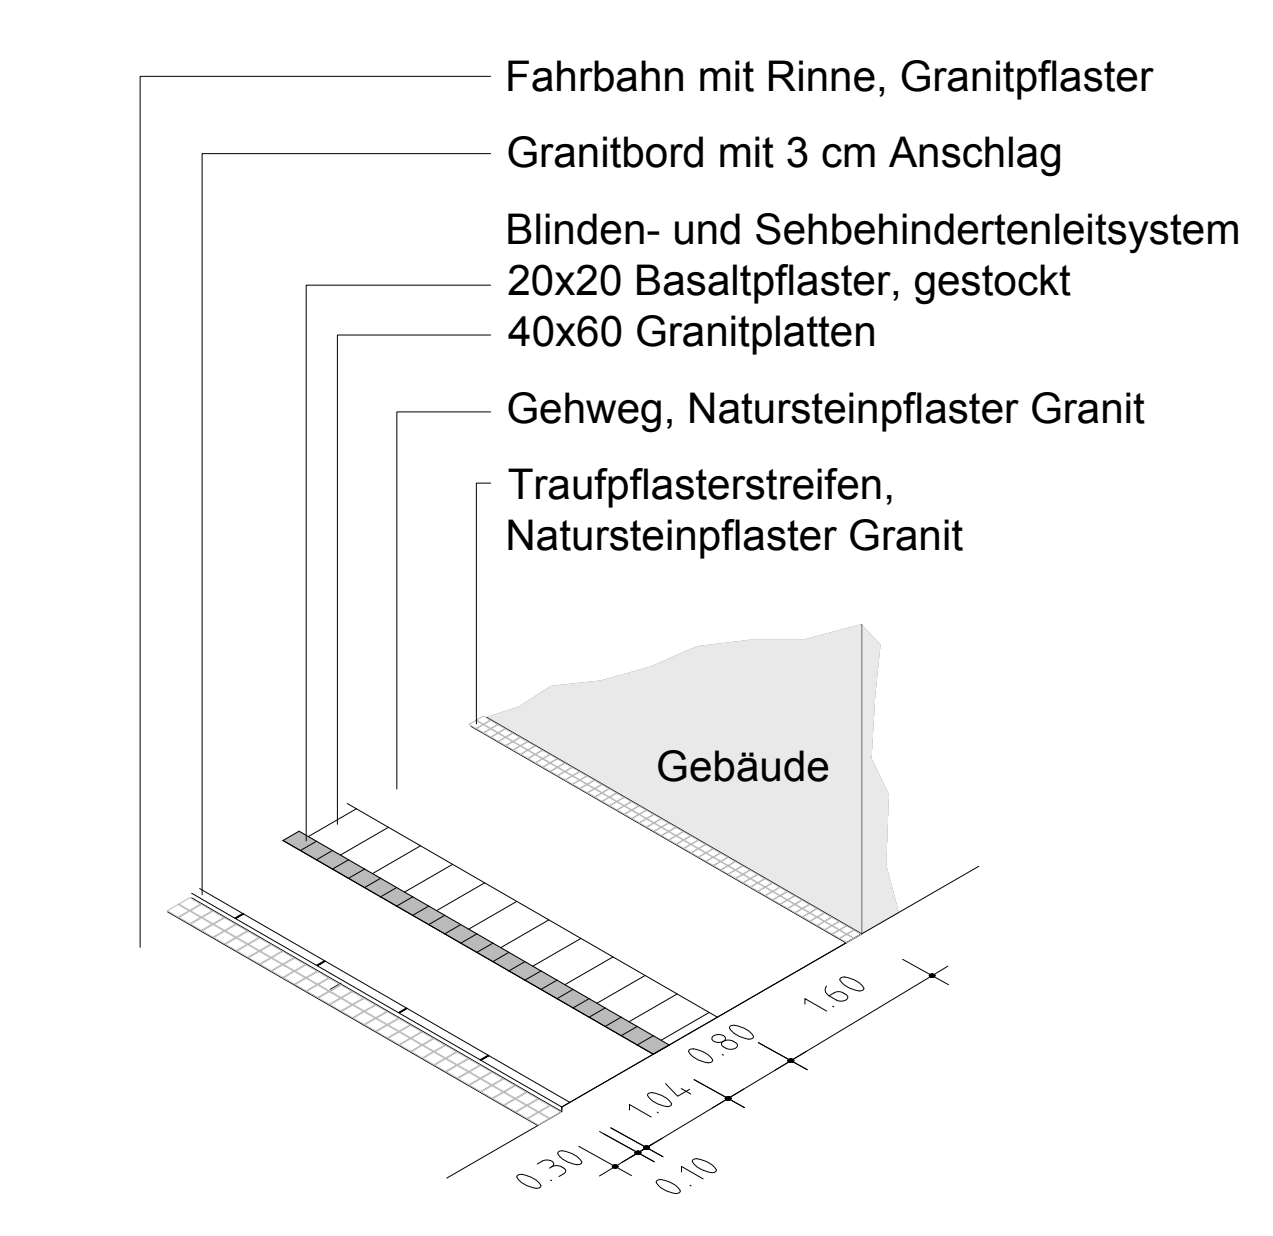 Fahrbahn mit Rinne, Granitpflaster
Granitbord mit 3 cm Anschlag
Blinden- und Sehbehindertenleitsystem
20x20 Basaltpflaster, gestockt
40x60 Granitplatten
Gehweg, Natursteinpflaster Granit
Traufpflasterstreifen,
Natursteinpflaster Granit
Gebäude
1.60
0.80
1.04
0.30
0.10